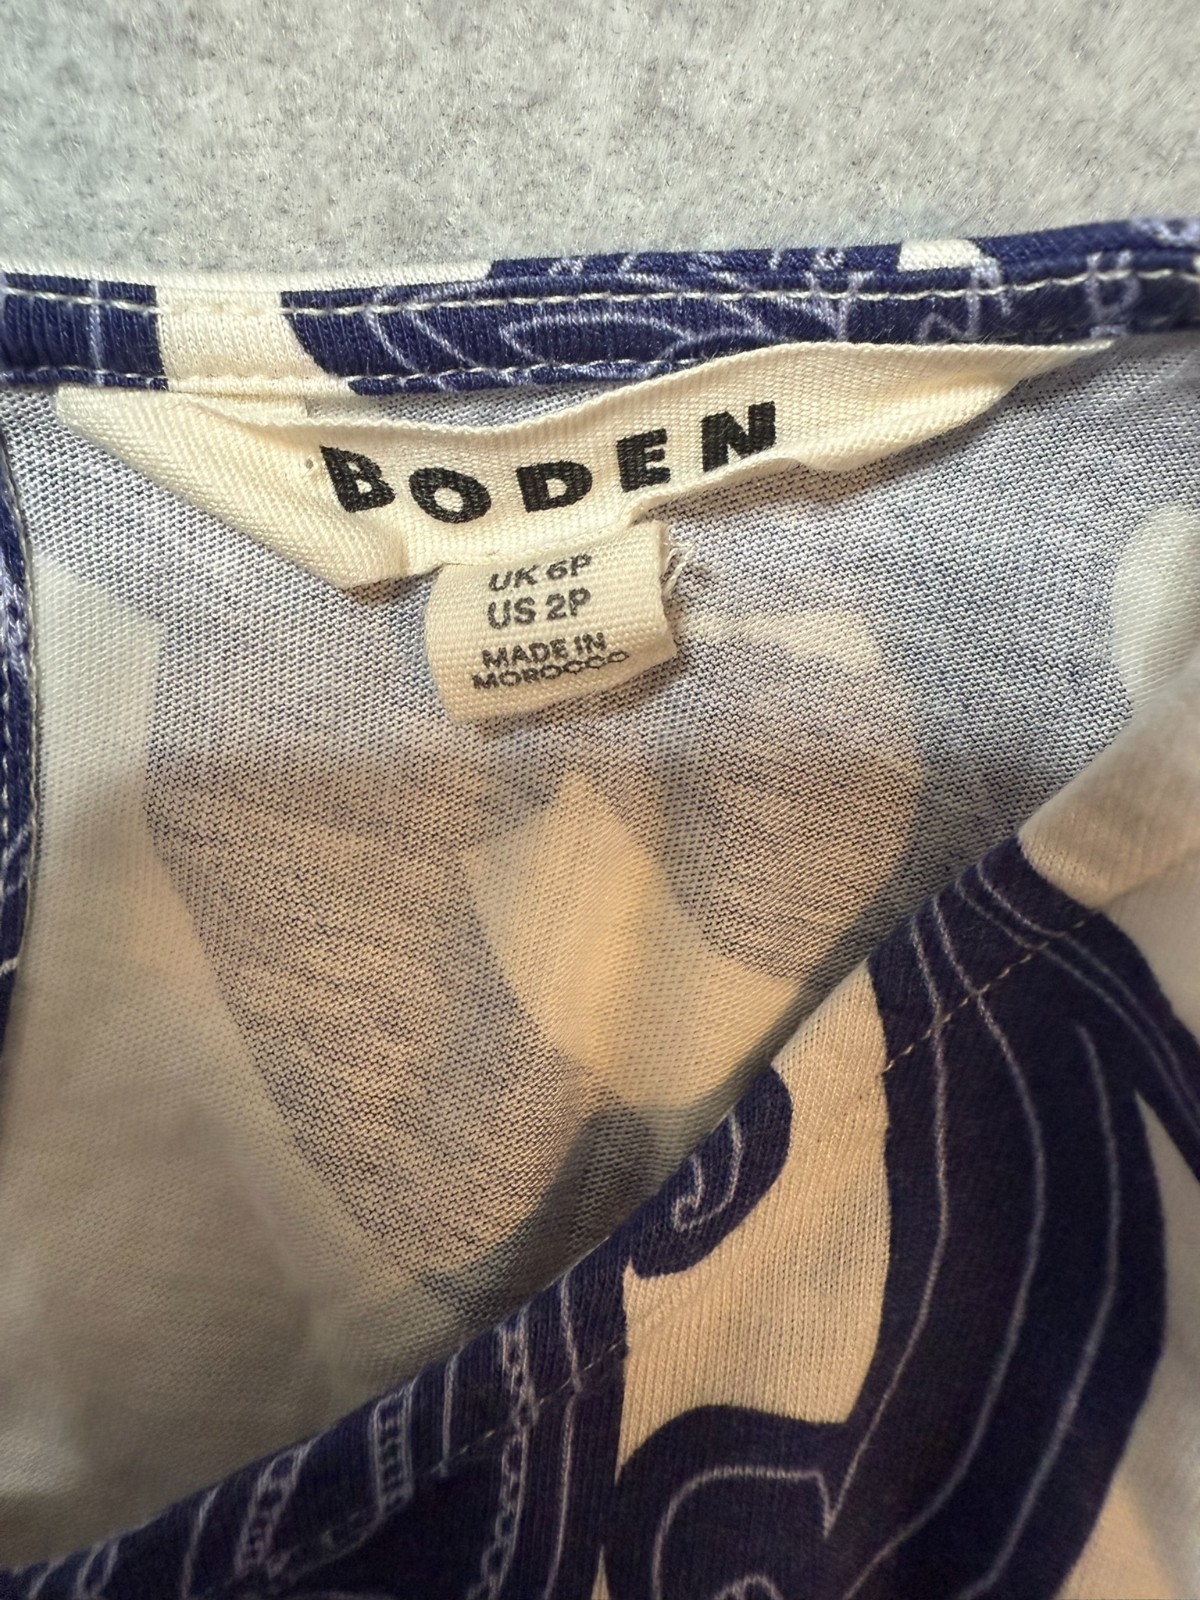 BODEN
UK 6P
US 2P
MADE IN
MOROCCO